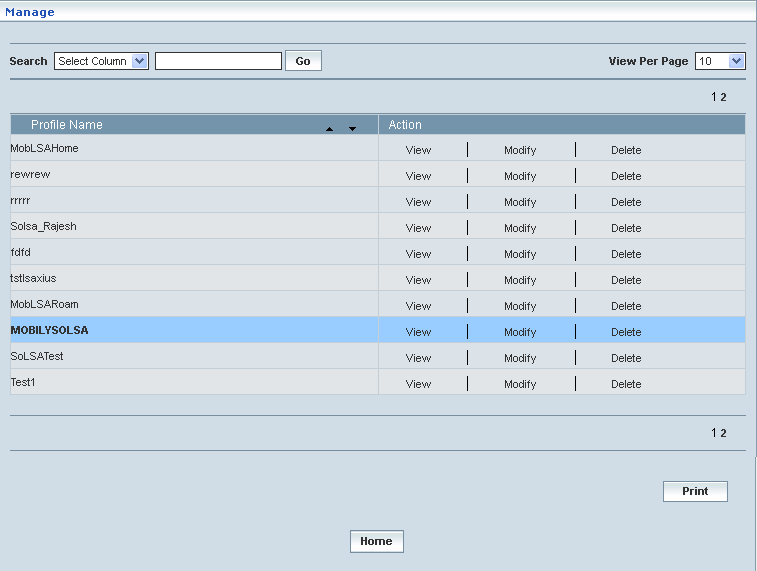 Manage
Search Select Column Go View Per Page 10
1 2
Profile Name Action
MobLSAHome View Modify Delete
rewrew View Modify Delete
rrrrr View Modify Delete
Solsa_Rajesh View Modify Delete
fdfd View Modify Delete
tstlsaxius View Modify Delete
MobLSARoam View Modify Delete
MOBILYSOLSA View Modify Delete
SoLSATest View Modify Delete
Test1 View Modify Delete
1 2
Print
Home